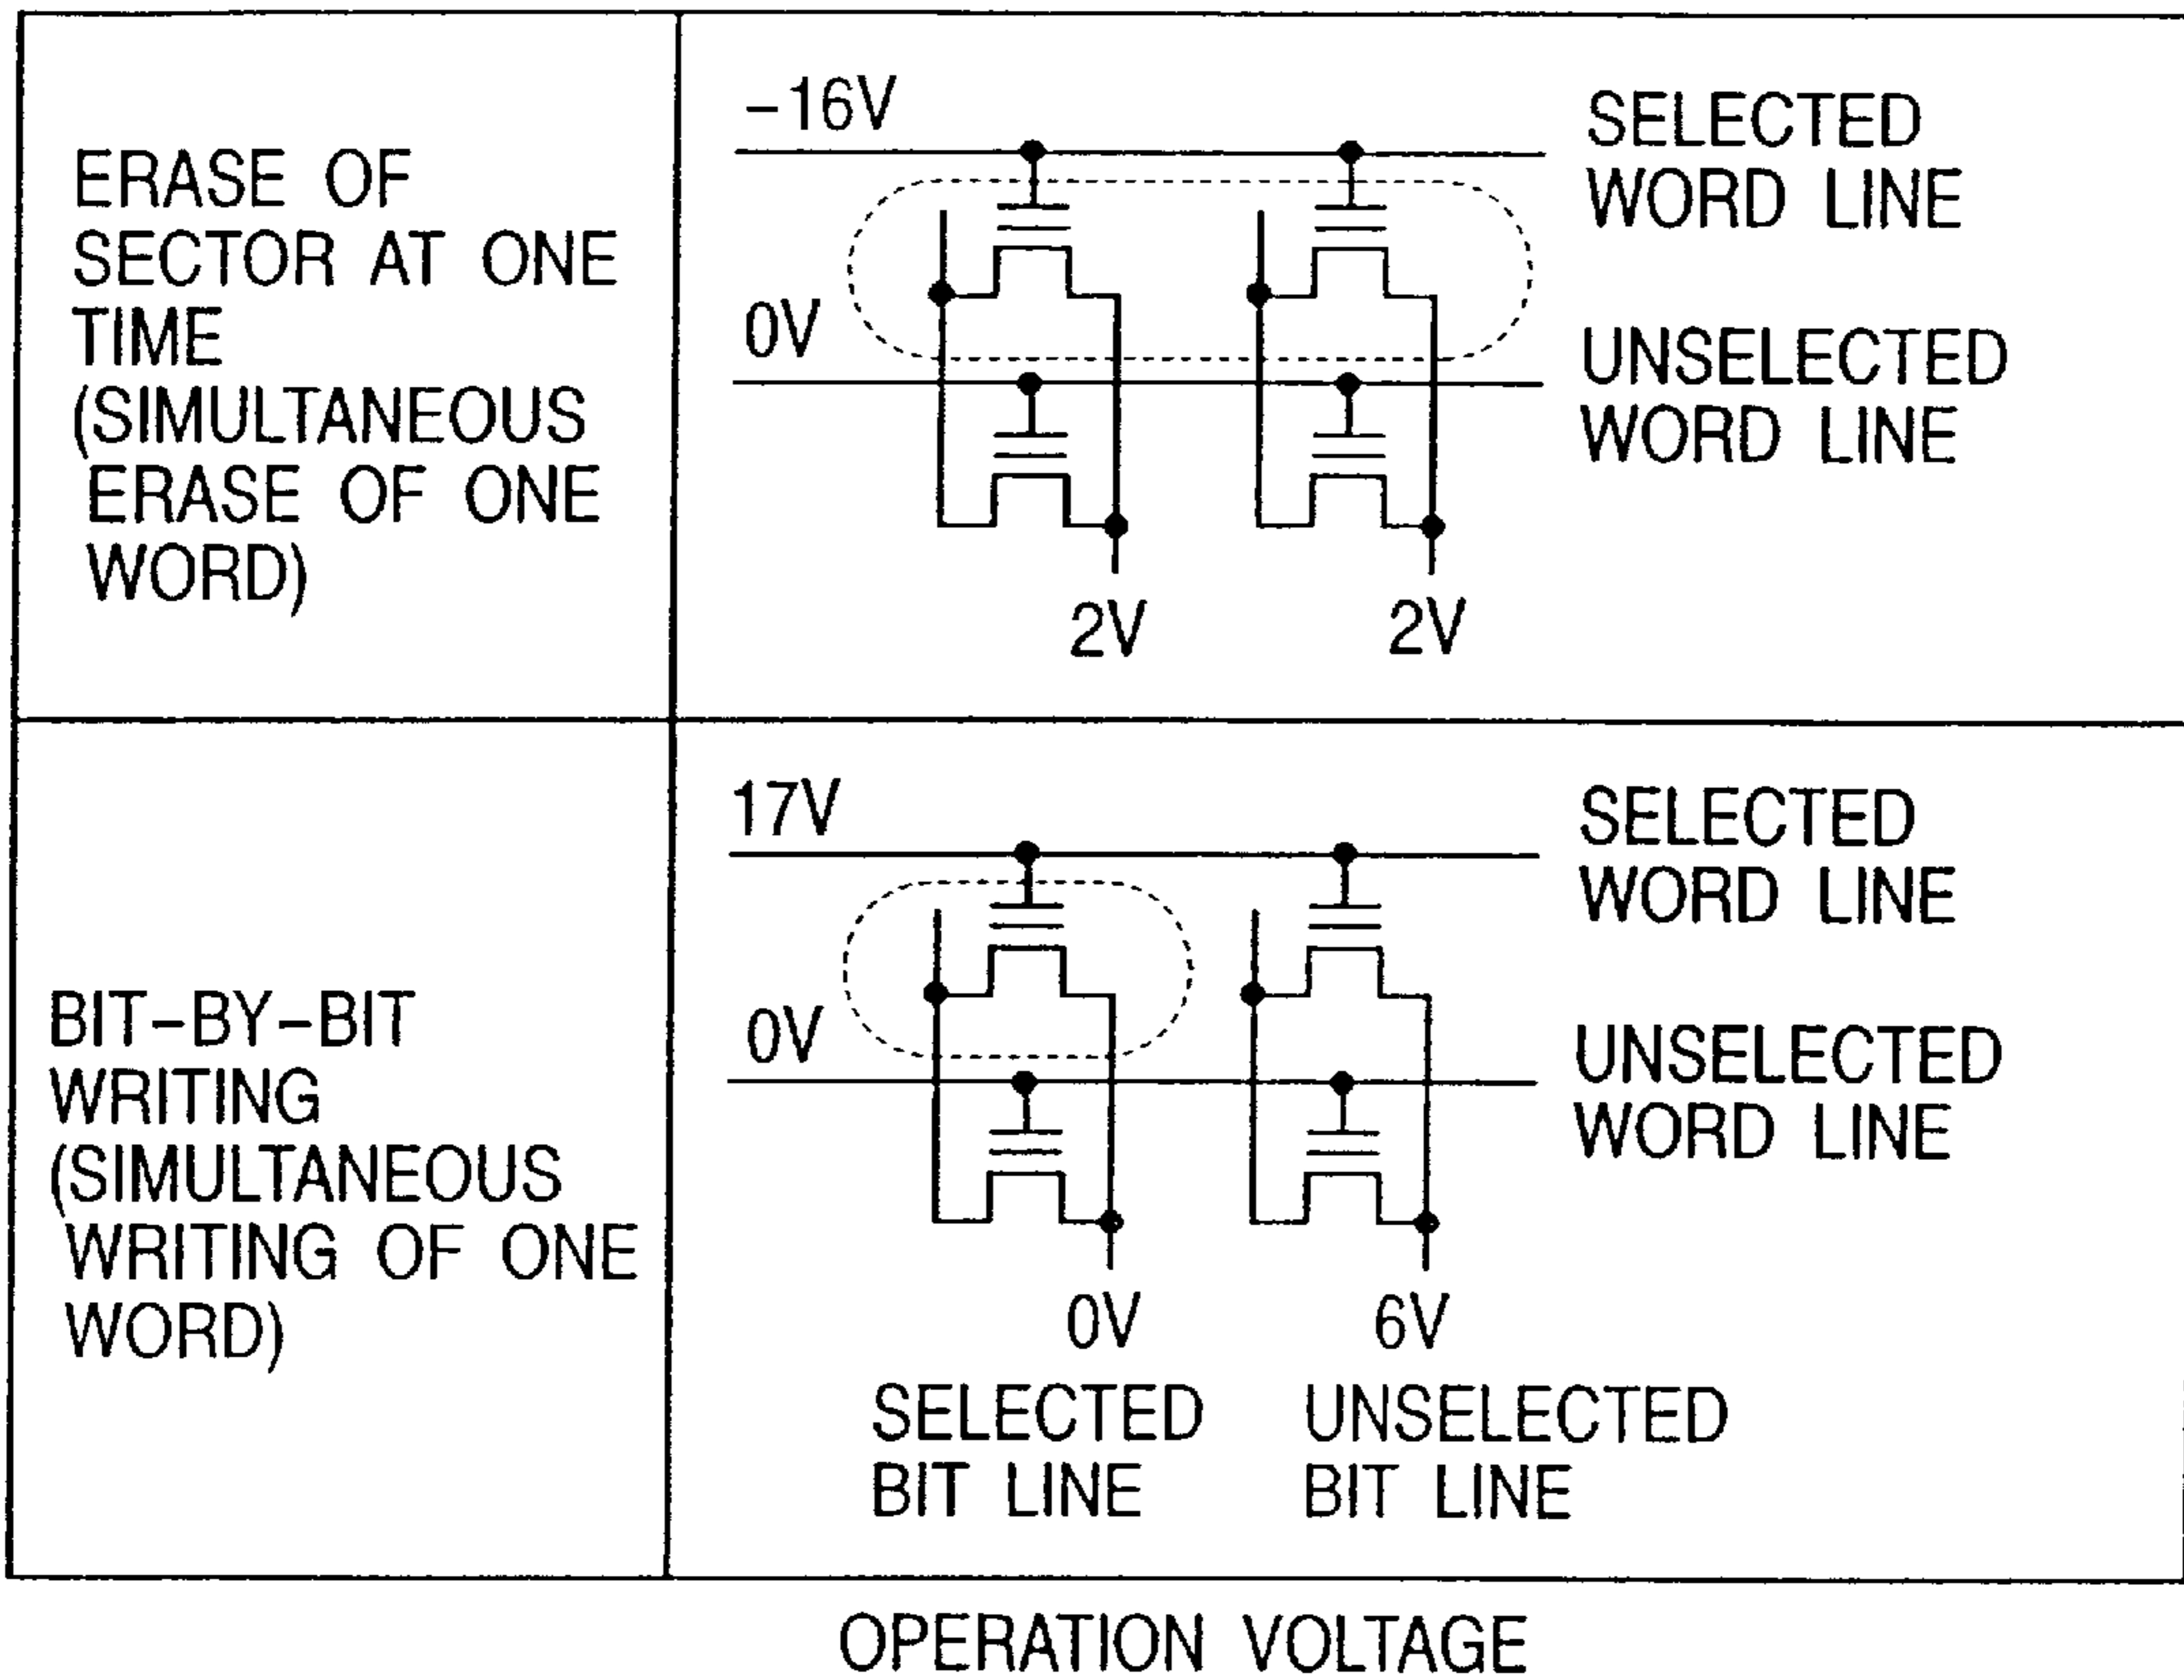 ERASE OF
SECTOR AT ONE
TIME
(SIMULTANEOUS
ERASE OF ONE
WORD)
-16V
SELECTED
WORD LINE
0V
UNSELECTED
WORD LINE
2V
2V
BIT-BY-BIT
WRITING
(SIMULTANEOUS
WRITING OF ONE
WORD)
17V
SELECTED
WORD LINE
0V
UNSELECTED
WORD LINE
0V
6V
SELECTED
BIT LINE
UNSELECTED
BIT LINE
OPERATION VOLTAGE